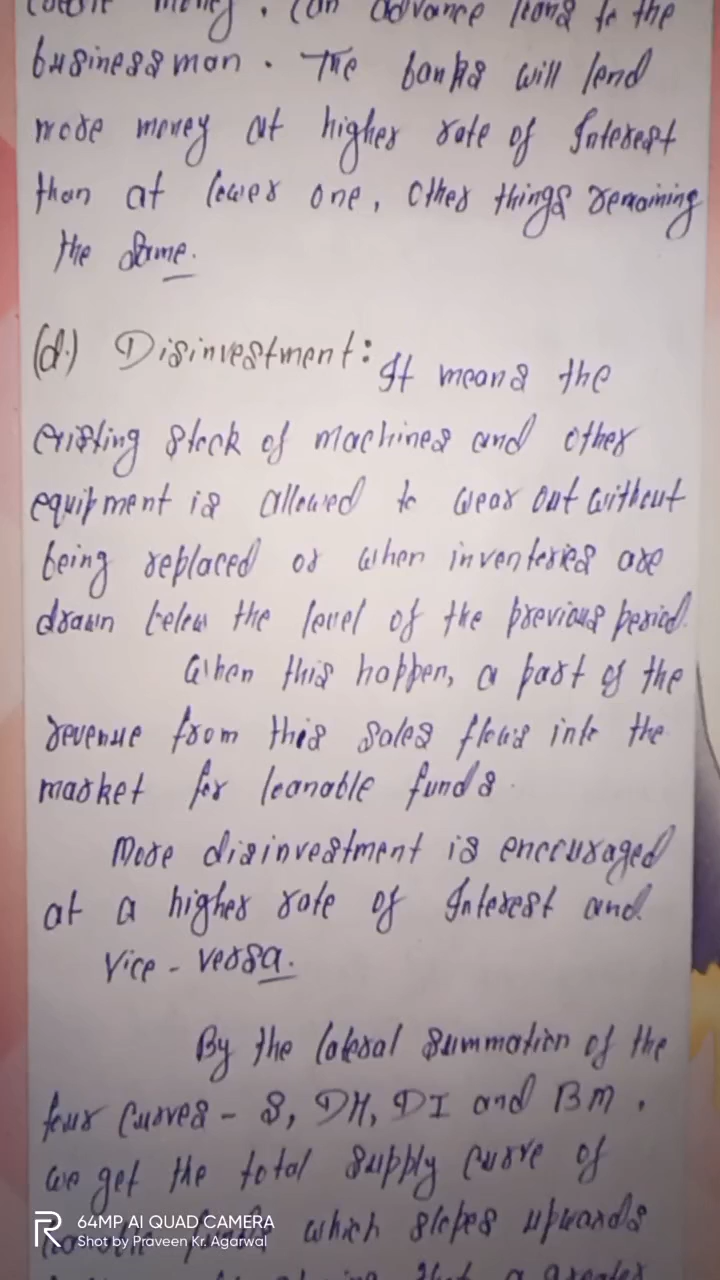 money. Can advance loans to the
businessman. The banks will lend
more money at higher rate of Interest
than at lower one, other things remaining
the same.
(d.) Disinvestment: It means the
existing stock of machines and other
equipment is allowed to wear out without
being replaced or when inventories are
drawn below the level of the previous period.
When this happen, a part of the
revenue from this sales flows into the
market for loanable funds.
More disinvestment is encouraged
at a higher rate of Interest and
Vice - versa.
By the lateral summation of the
four curves - S, DH, DI and BM,
we get the total supply curve of
which slopes upwards
that a greater
R
64MP AI QUAD CAMERA
Shot by Praveen Kr. Agarwal